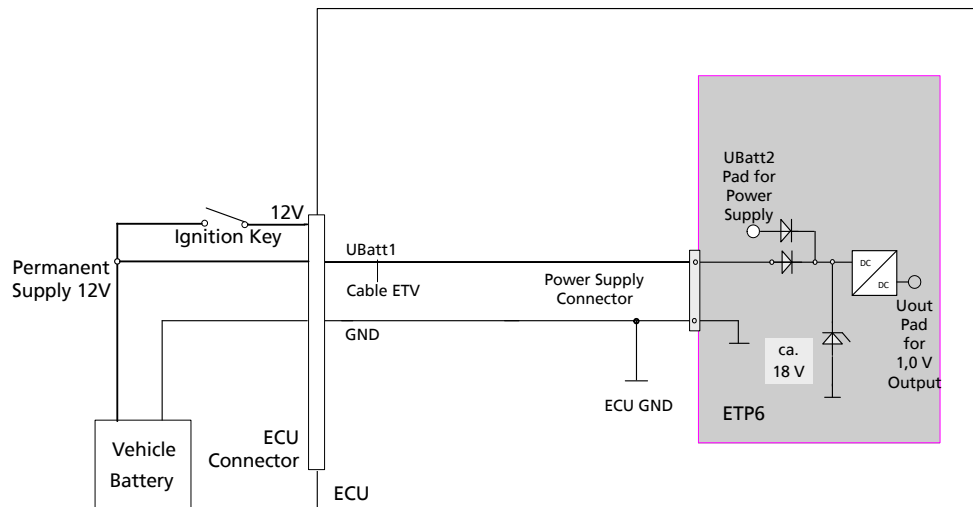 UBatt2
Pad for
Power
Supply
12V
Ignition Key
UBatt1
Permanent
Supply 12V
Cable ETV
Power Supply
Connector
DC
DC
Uout
Pad
for
1,0 V
Output
GND
ca.
18 V
ECU GND
ETP6
Vehicle
Battery
ECU
Connector
ECU